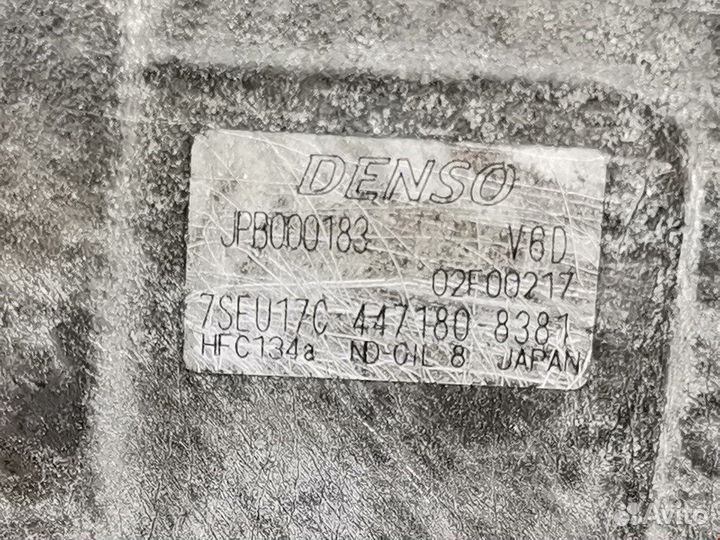 DENSO
JPB000183 V6D
02F00217
7SEU17C 447180-8381
HFC134a ND-OIL 8 JAPAN
Avito